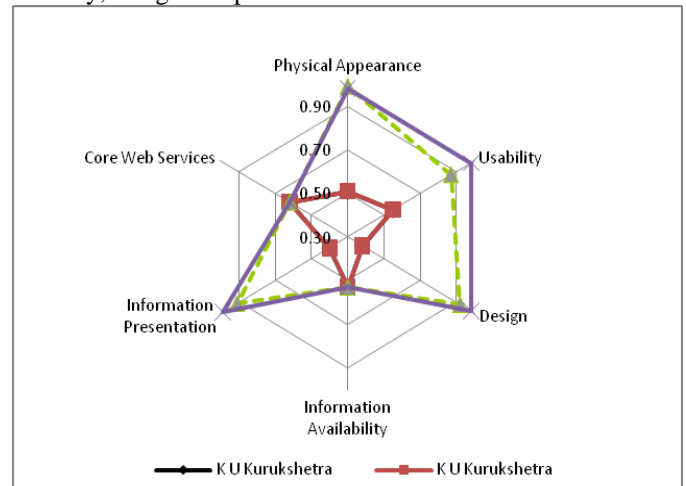 Physical Appearance
0.90
Core Web Services
0.70
Usability
0.50
0.30
Information
Presentation
Design
Information
Availability
K U Kurukshetra
K U Kurukshetra